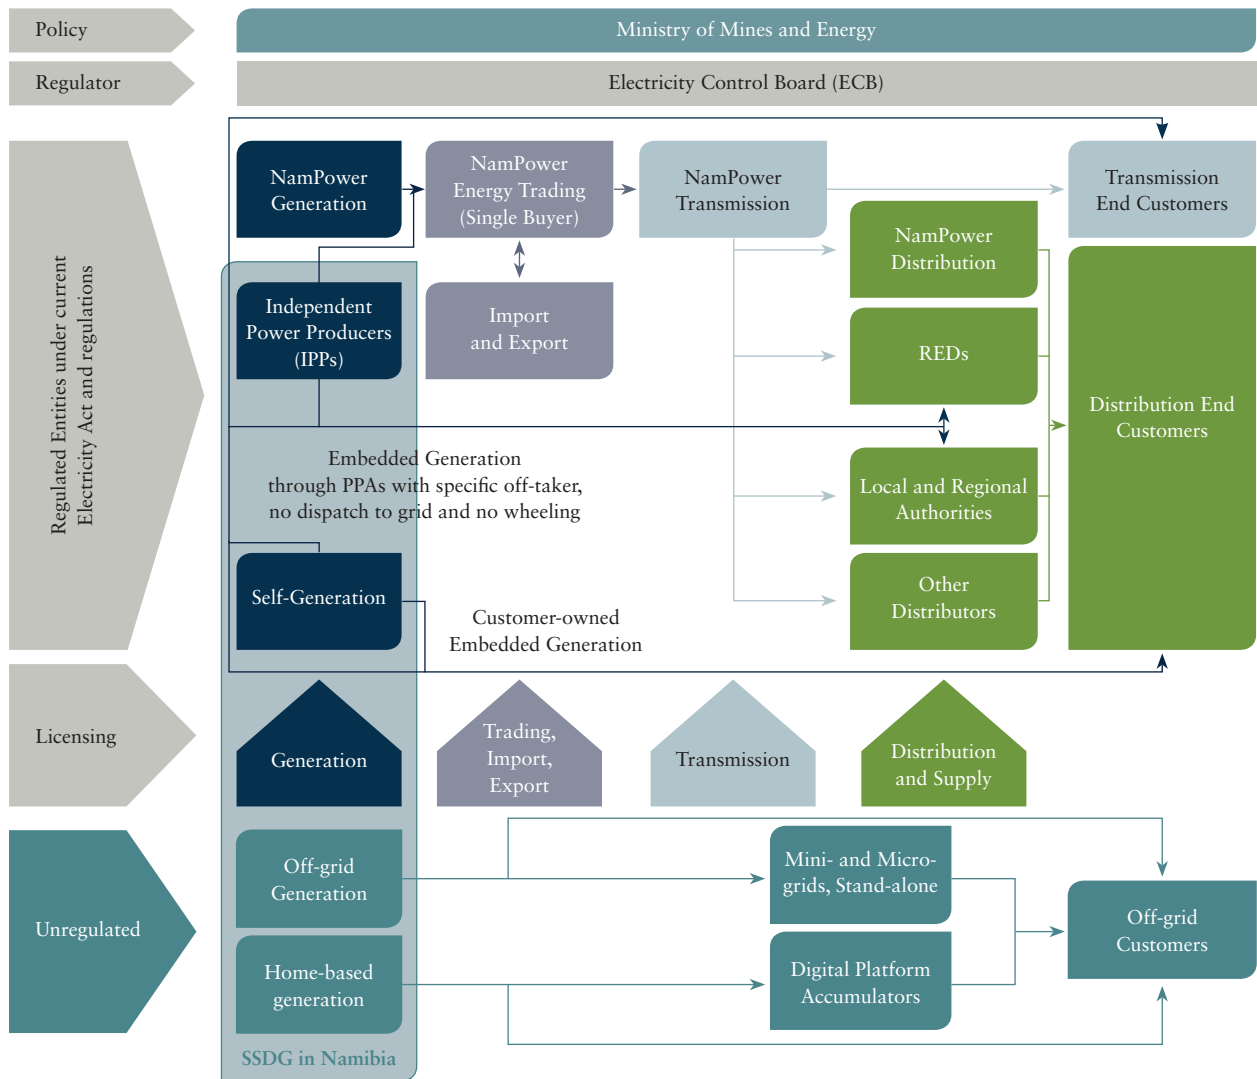 Policy
Ministry of Mines and Energy
Regulator
Electricity Control Board (ECB)
Regulated Entities under current
Electricity Act and regulations
NamPower
Generation
NamPower
Energy Trading
(Single Buyer)
NamPower
Transmission
Transmission
End Customers
NamPower
Distribution
Independent
Power Producers
(IPPs)
Import
and Export
REDs
Distribution End
Customers
Embedded Generation
through PPAs with specific off-taker,
no dispatch to grid and no wheeling
Local and Regional
Authorities
Self-Generation
Customer-owned
Embedded Generation
Other
Distributors
Licensing
Generation
Trading,
Import,
Export
Transmission
Distribution
and Supply
Unregulated
Off-grid
Generation
Mini- and Micro-
grids, Stand-alone
Off-grid
Customers
Home-based
generation
Digital Platform
Accumulators
SSDG in Namibia